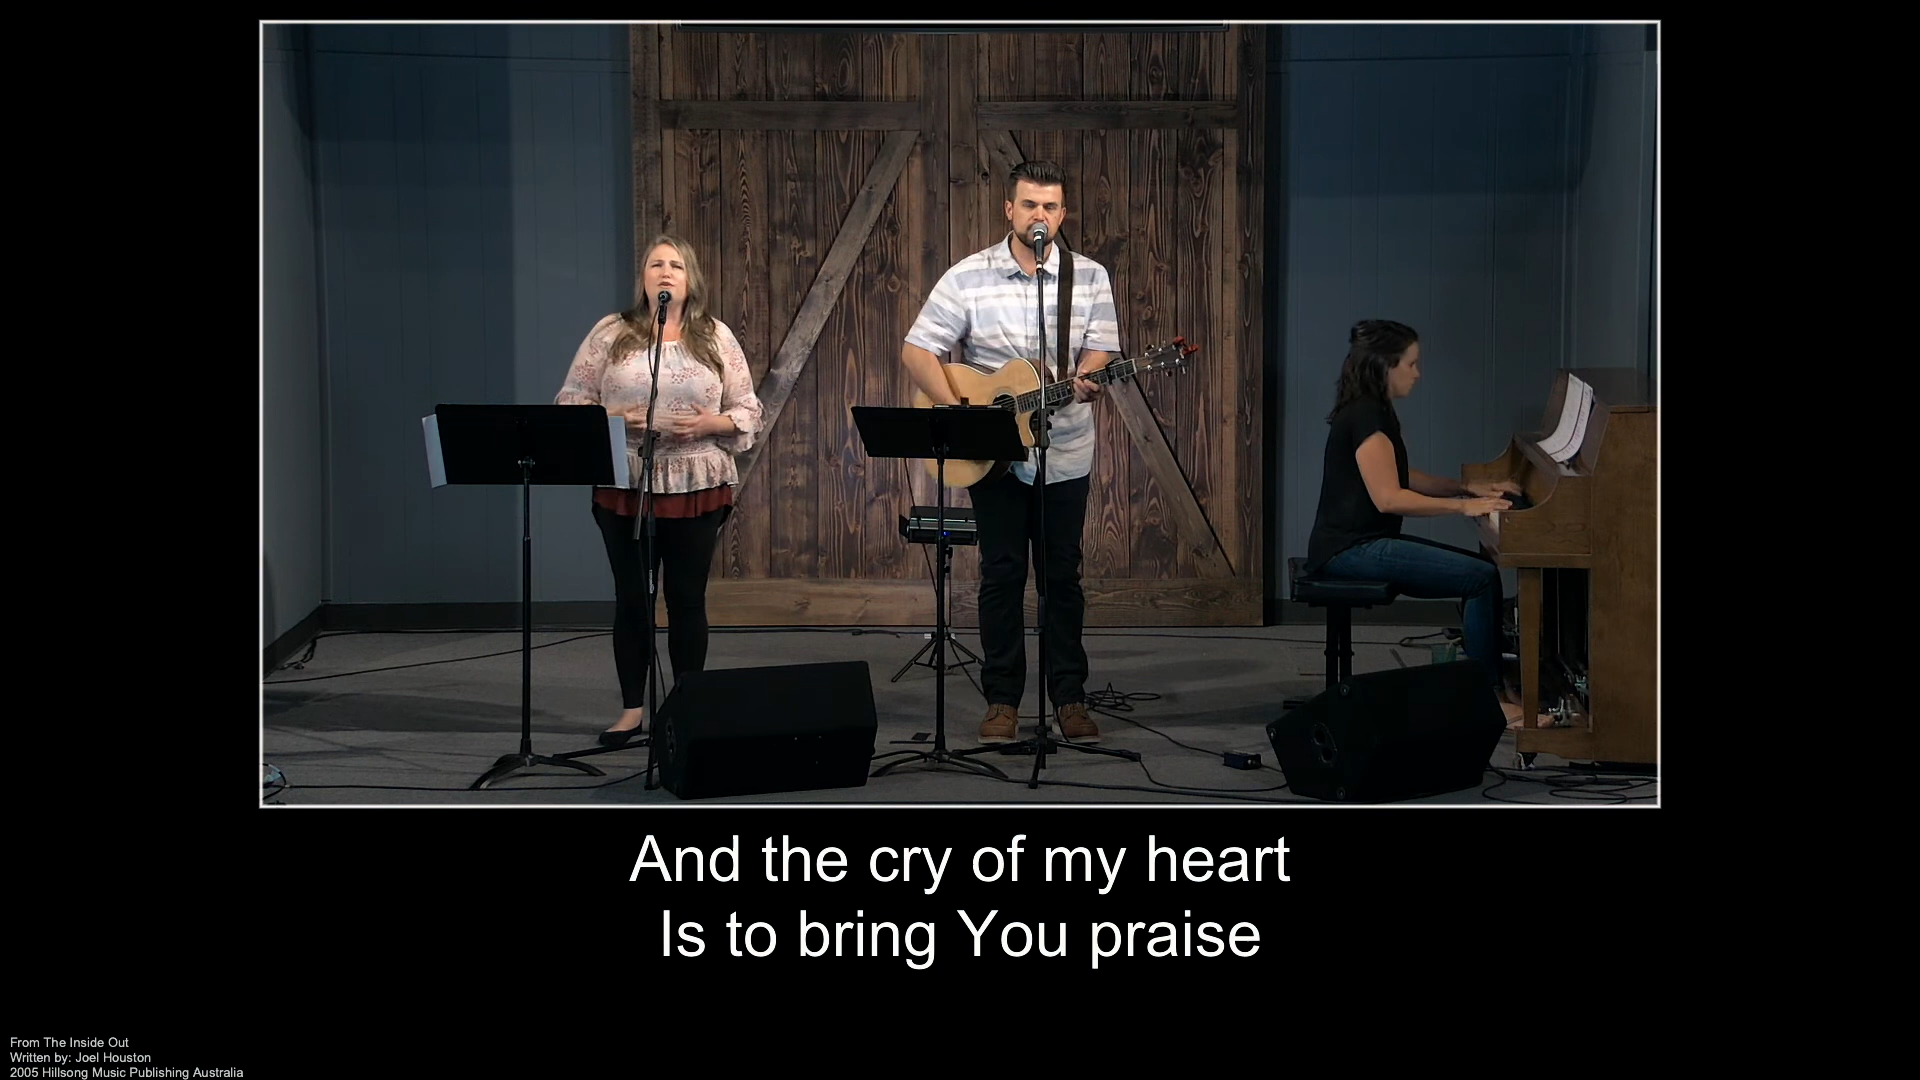 And the cry of my heart
Is to bring You praise
From The Inside Out
Written by: Joel Houston
2005 Hillsong Music Publishing Australia